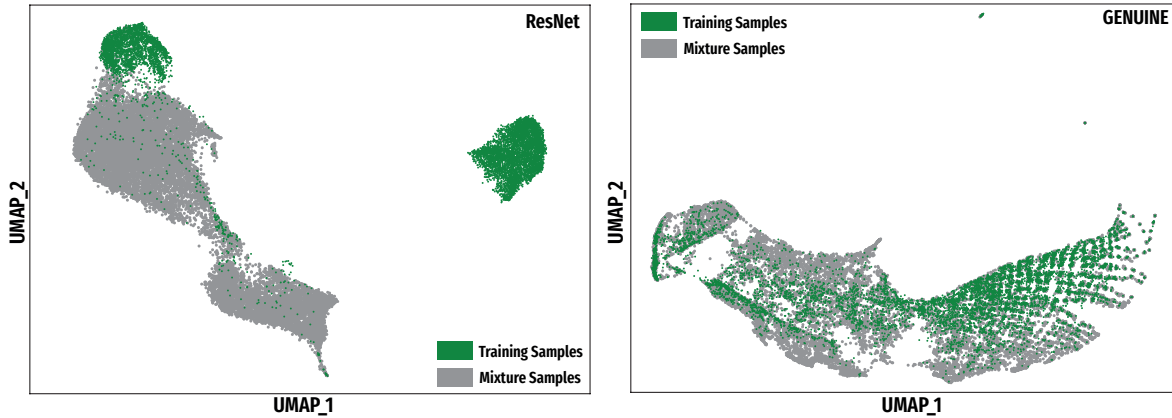 ResNet
UMAP_2
Training Samples
Mixture Samples
UMAP_1
GENUINE
Training Samples
Mixture Samples
UMAP_2
UMAP_1